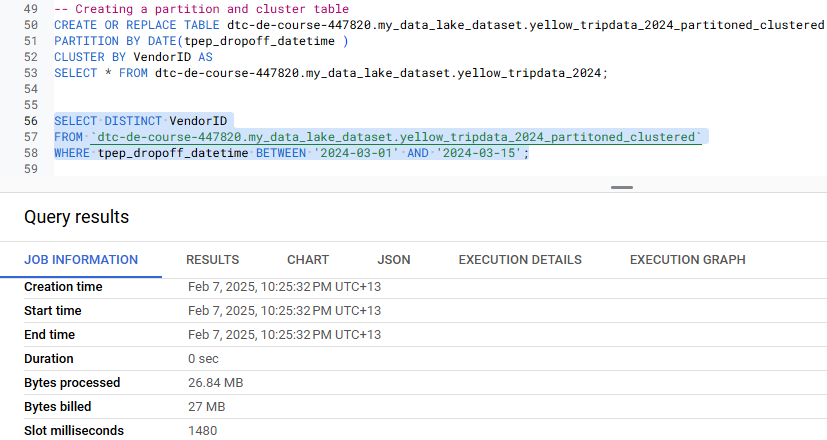 49 -- Creating a partition and cluster table
50 CREATE OR REPLACE TABLE dtc-de-course-447820.my_data_lake_dataset.yellow_tripdata_2024_partitoned_clustered
51 PARTITION BY DATE(tpep_dropoff_datetime )
52 CLUSTER BY VendorID AS
53 SELECT * FROM dtc-de-course-447820.my_data_lake_dataset.yellow_tripdata_2024;
54
55
56 SELECT DISTINCT VendorID
57 FROM `dtc-de-course-447820.my_data_lake_dataset.yellow_tripdata_2024_partitoned_clustered`
58 WHERE tpep_dropoff_datetime BETWEEN '2024-03-01' AND '2024-03-15';
59
Query results
JOB INFORMATION RESULTS CHART JSON EXECUTION DETAILS EXECUTION GRAPH
Creation time Feb 7, 2025, 10:25:32 PM UTC+13
Start time Feb 7, 2025, 10:25:32 PM UTC+13
End time Feb 7, 2025, 10:25:32 PM UTC+13
Duration 0 sec
Bytes processed 26.84 MB
Bytes billed 27 MB
Slot milliseconds 1480